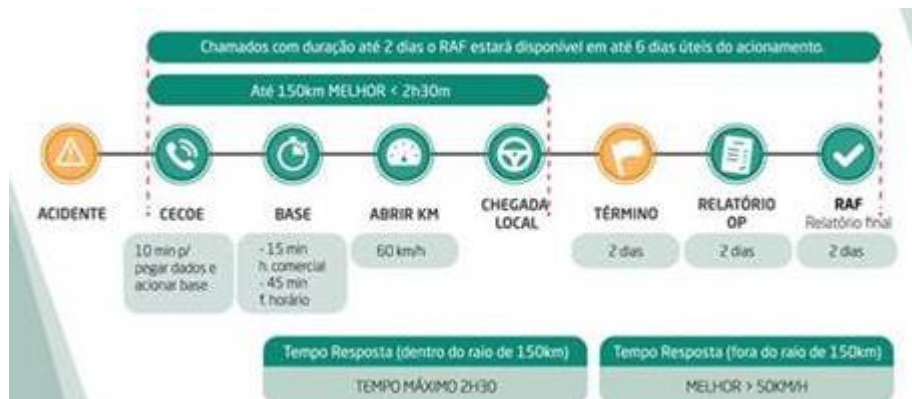 Chamados com duração até 2 dias o RAF estará disponível em até 6 dias úteis do acionamento.
Até 150km MELHOR < 2h30m
ACIDENTE
CECOE
10 min p/
pegar dados e
acionar base
BASE
- 15 min
h. comercial
- 45 min
f. horário
ABRIR KM
60 km/h
CHEGADA
LOCAL
TÉRMINO
2 dias
RELATÓRIO
OP
2 dias
RAF
Relatório final
2 dias
Tempo Resposta (dentro do raio de 150km)
TEMPO MÁXIMO 2H30
Tempo Resposta (fora do raio de 150km)
MELHOR > 50KM/H